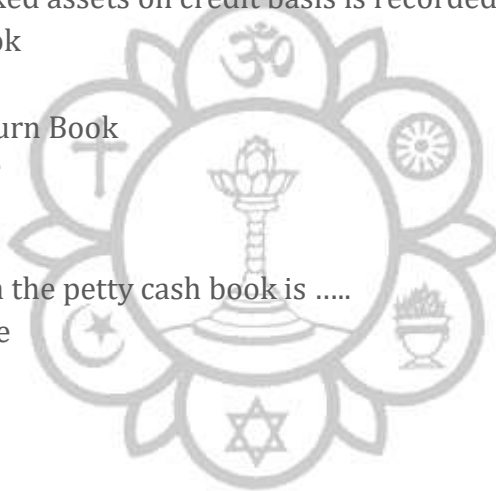 ked assets on credit basis is recorded
ok
urn Book
the petty cash book is .....
e